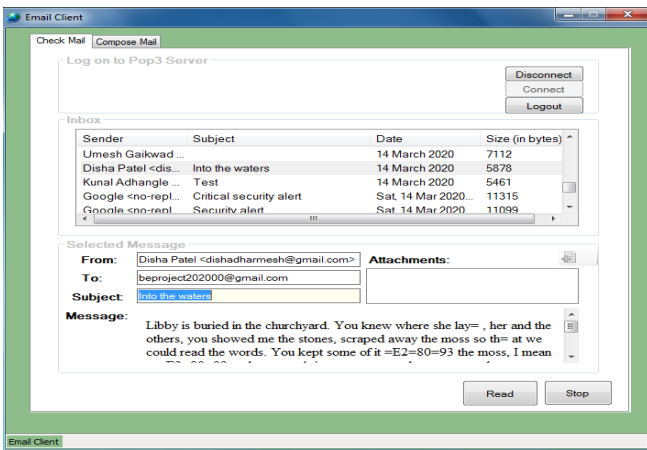 Email Client
Check Mail Compose Mail
Log on to Pop3 Server
Disconnect
Connect
Logout
Inbox
Sender Subject Date Size (in bytes)
Umesh Gaikwad ... 14 March 2020 7112
Disha Patel <dis... Into the waters 14 March 2020 5878
Kunal Adhangle ... Test 14 March 2020 5461
Google <no-repl... Critical security alert Sat, 14 Mar 2020... 11315
Google <no-repl... Security alert Sat, 14 Mar 2020 11099
Selected Message
From: Disha Patel <dishadharmesh@gmail.com> Attachments:
To: beproject202000@gmail.com
Subject: Into the waters
Message:
Libby is buried in the churchyard. You knew where she lay= , her and the
others, you showed me the stones, scraped away the moss so th= at we
could read the words. You kept some of it =E2=80=93 the moss, I mean
Read Stop
Email Client